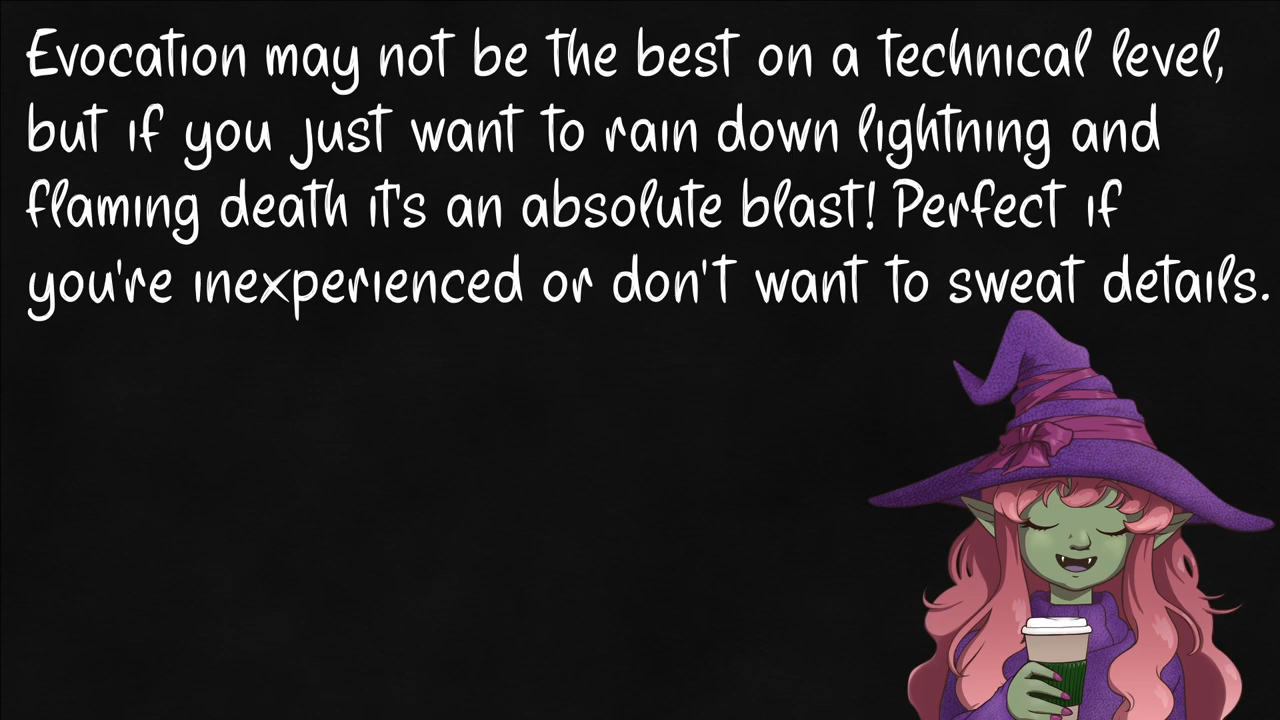 Evocation may not be the best on a technical level,
but if you just want to rain down lightning and
flaming death it's an absolute blast! Perfect if
you're inexperienced or don't want to sweat details.